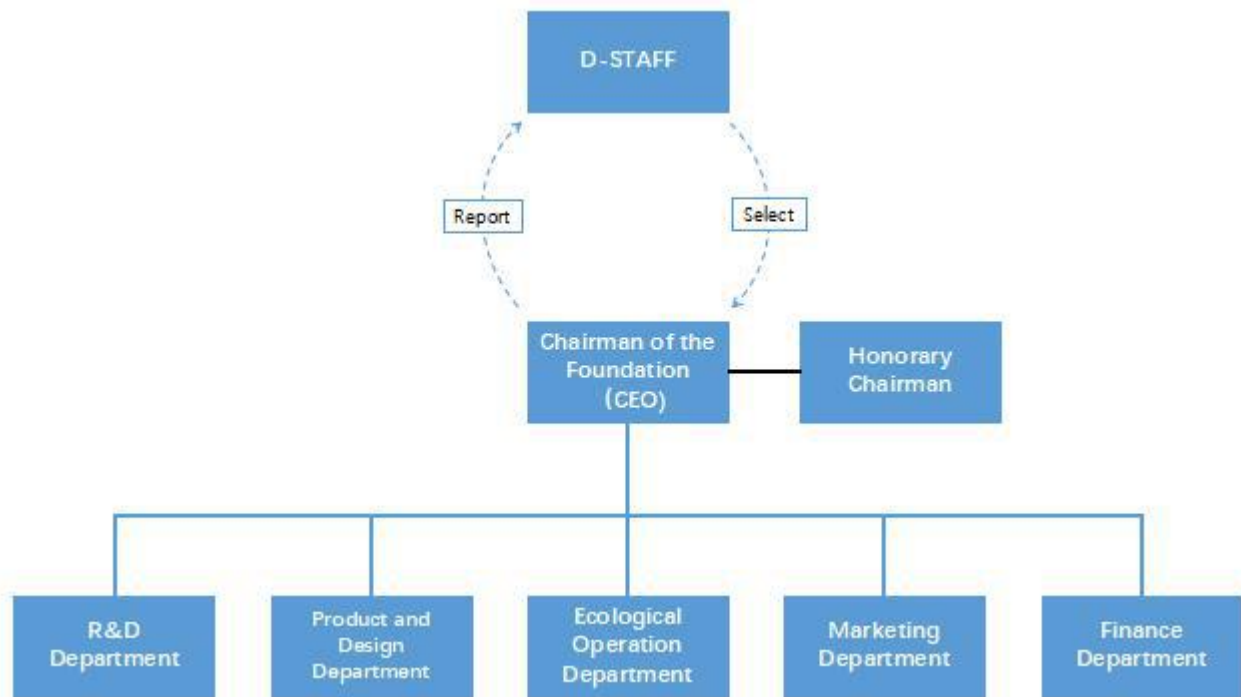 D-STAFF
Report
Select
Chairman of the
Foundation
(CEO)
Honorary
Chairman
R&D
Department
Product and
Design
Department
Ecological
Operation
Department
Marketing
Department
Finance
Department